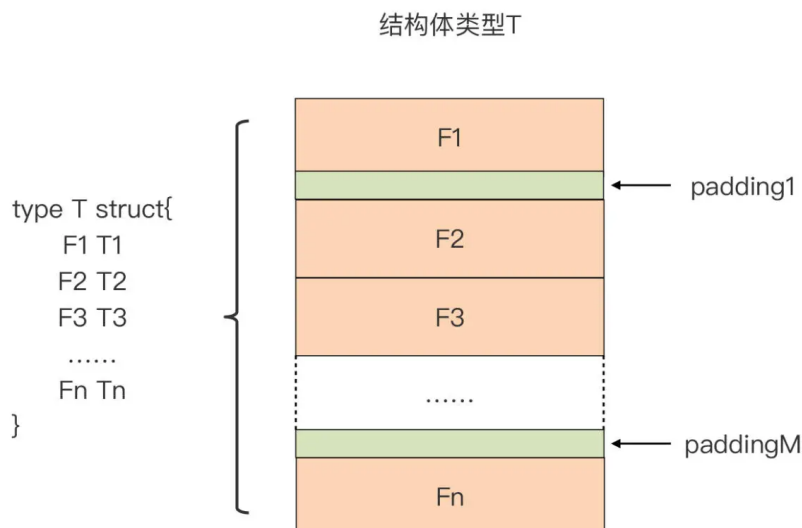 结构体类型T
type T struct{
F1 T1
F2 T2
F3 T3
……
Fn Tn
}
F1
padding1
F2
F3
……
paddingM
Fn